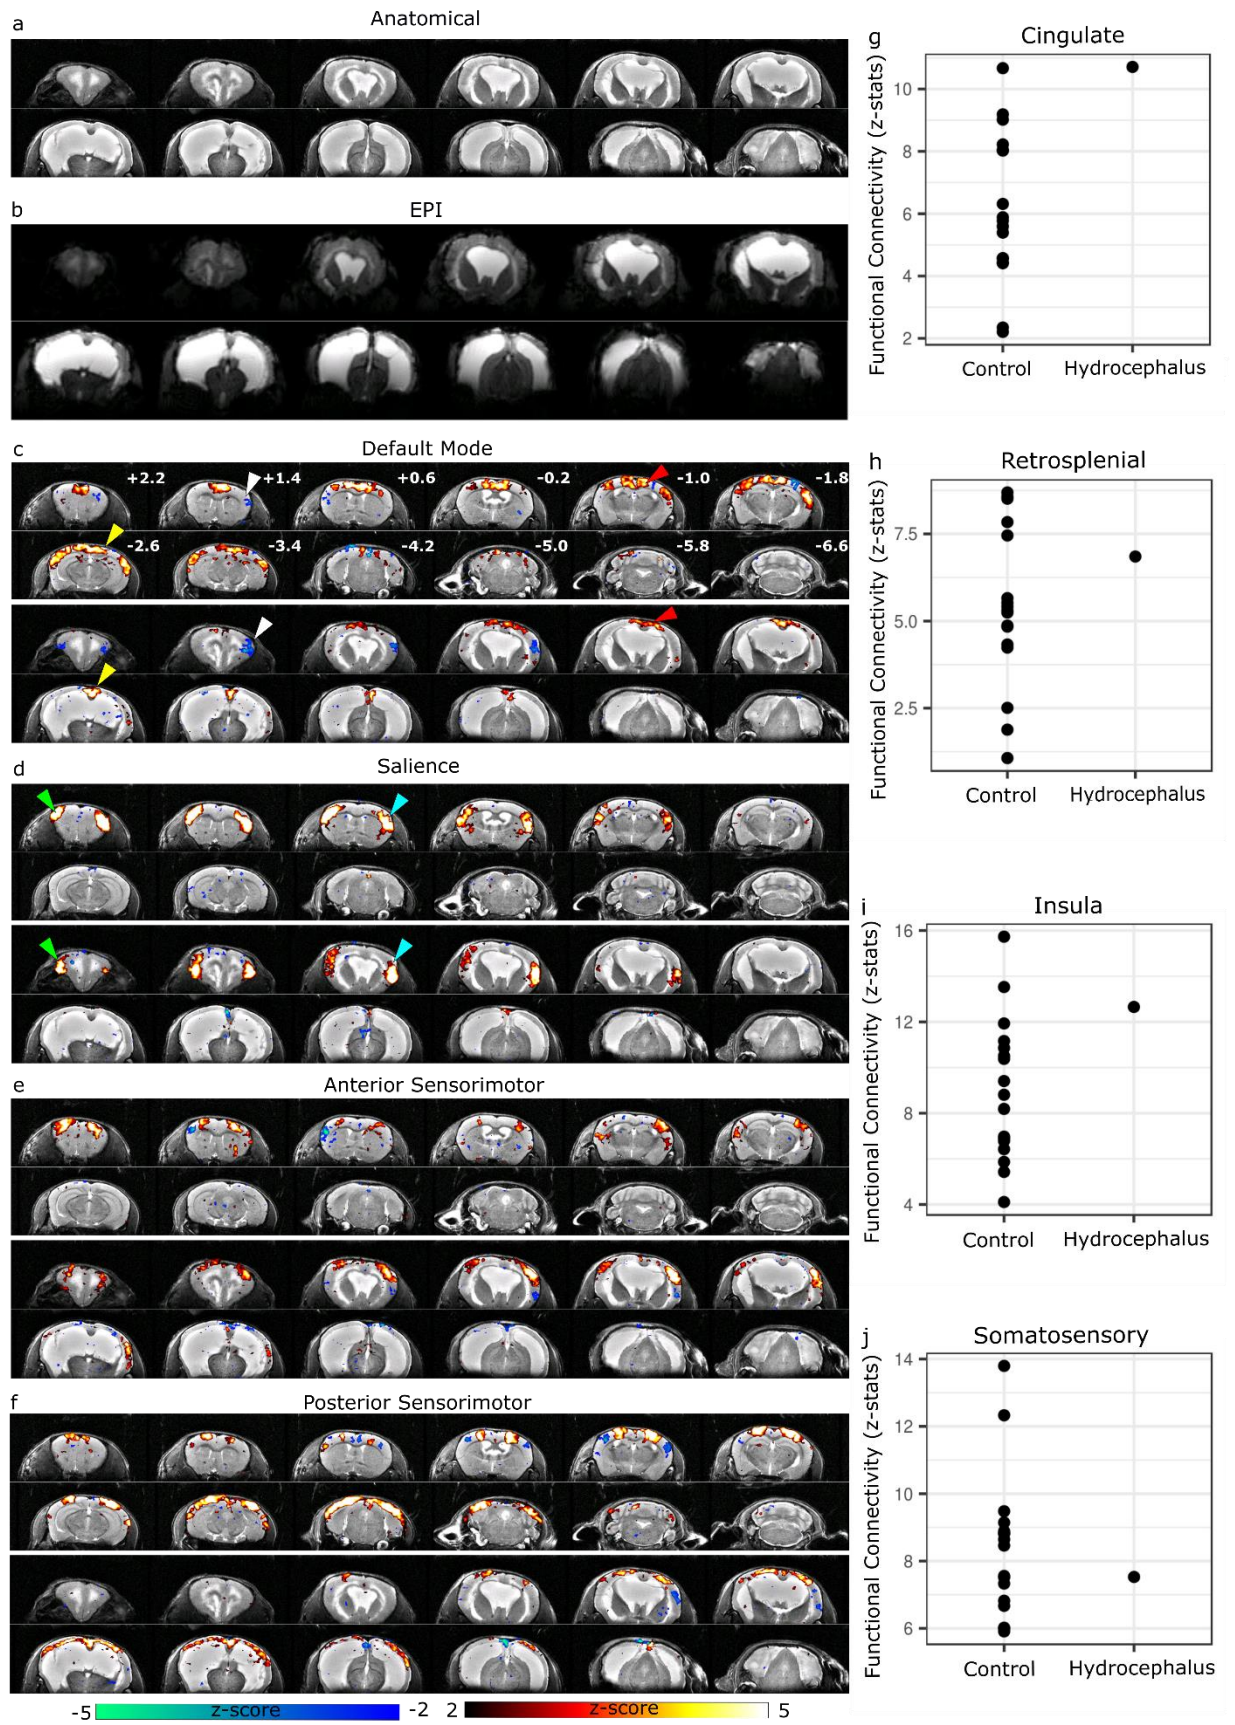 a
Anatomical
b
EPI
c
Default Mode
+2.2
+1.4
+0.6
-0.2
-1.0
-1.8
-2.6
-3.4
-4.2
-5.0
-5.8
-6.6
d
Salience
e
Anterior Sensorimotor
f
Posterior Sensorimotor
-5
z-score
-2
2
z-score
5
g
Cingulate
Functional Connectivity (z-stats)
10
8
6
4
2
Control
Hydrocephalus
h
Retrosplenial
Functional Connectivity (z-stats)
7.5
5.0
2.5
Control
Hydrocephalus
i
Insula
Functional Connectivity (z-stats)
16
12
8
4
Control
Hydrocephalus
j
Somatosensory
Functional Connectivity (z-stats)
14
12
10
8
6
Control
Hydrocephalus